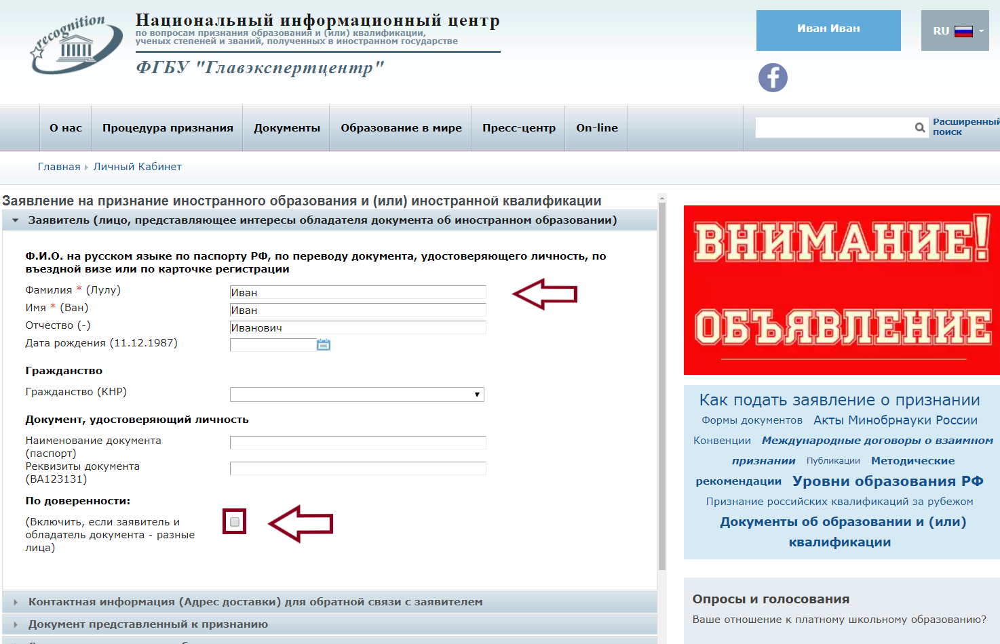 recognition
Национальный информационный центр
по вопросам признания образования и (или) квалификации,
ученых степеней и званий, полученных в иностранном государстве
ФГБУ "Главэкспертцентр"
Иван Иван
RU
О нас
Процедура признания
Документы
Образование в мире
Пресс-центр
On-line
Расширенный
поиск
Главная
Личный Кабинет
Заявление на признание иностранного образования и (или) иностранной квалификации
Заявитель (лицо, представляющее интересы обладателя документа об иностранном образовании)
Ф.И.О. на русском языке по паспорту РФ, по переводу документа, удостоверяющего личность, по
въездной визе или по карточке регистрации
Фамилия * (Лулу)
Иван
Имя * (Ван)
Иван
Отчество (-)
Иванович
Дата рождения (11.12.1987)
Гражданство
Гражданство (КНР)
Документ, удостоверяющий личность
Наименование документа
(паспорт)
Реквизиты документа
(BA123131)
По доверенности:
(Включить, если заявитель и
обладатель документа - разные
лица)
Контактная информация (Адрес доставки) для обратной связи с заявителем
Документ представленный к признанию
ВНИМАНИЕ!
ОБЪЯВЛЕНИЕ
Как подать заявление о признании
Формы документов Акты Минобрнауки России
Конвенции Международные договоры о взаимном
признании Публикации Методические
рекомендации Уровни образования РФ
Признание российских квалификаций за рубежом
Документы об образовании и (или)
квалификации
Опросы и голосования
Ваше отношение к платному школьному образованию?